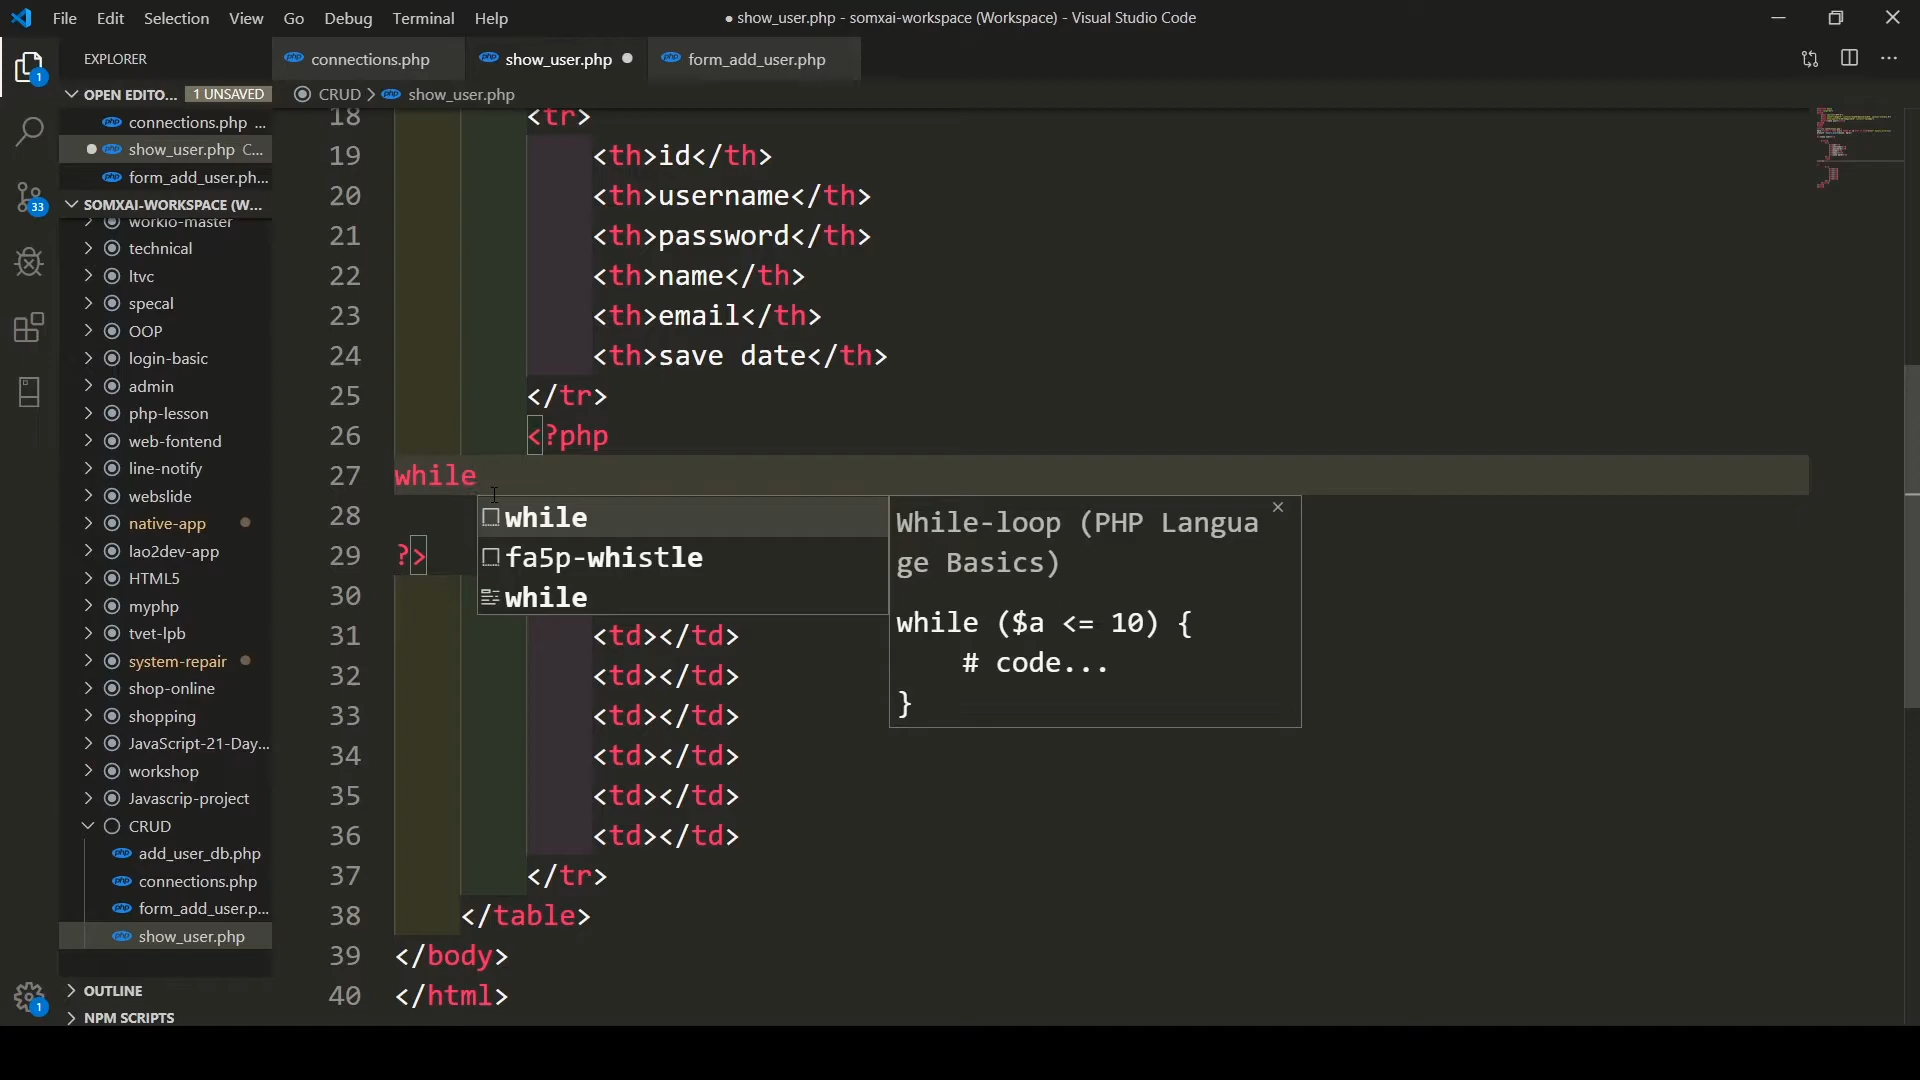 File Edit Selection View Go Debug Terminal Help
● show_user.php - somxai-workspace (Workspace) - Visual Studio Code
EXPLORER
connections.php
show_user.php
form_add_user.php
OPEN EDITO... 1 UNSAVED
CRUD > show_user.php
connections.php ...
show_user.php C...
form_add_user.ph...
SOMXAI-WORKSPACE (W...
workio-master
technical
ltvc
specal
OOP
login-basic
admin
php-lesson
web-fontend
line-notify
webslide
native-app
lao2dev-app
HTML5
myphp
tvet-lpb
system-repair
shop-online
shopping
JavaScript-21-Day...
workshop
Javascrip-project
CRUD
add_user_db.php
connections.php
form_add_user.p...
show_user.php
OUTLINE
NPM SCRIPTS
1
33
1
18 <tr>
19 <th>id</th>
20 <th>username</th>
21 <th>password</th>
22 <th>name</th>
23 <th>email</th>
24 <th>save date</th>
25 </tr>
26 <?php
27 while
28
29 ?>
30
31 <td></td>
32 <td></td>
33 <td></td>
34 <td></td>
35 <td></td>
36 <td></td>
37 </tr>
38 </table>
39 </body>
40 </html>
while
fa5p-whistle
while
While-loop (PHP Langua
ge Basics)
while ($a <= 10) {
# code...
}